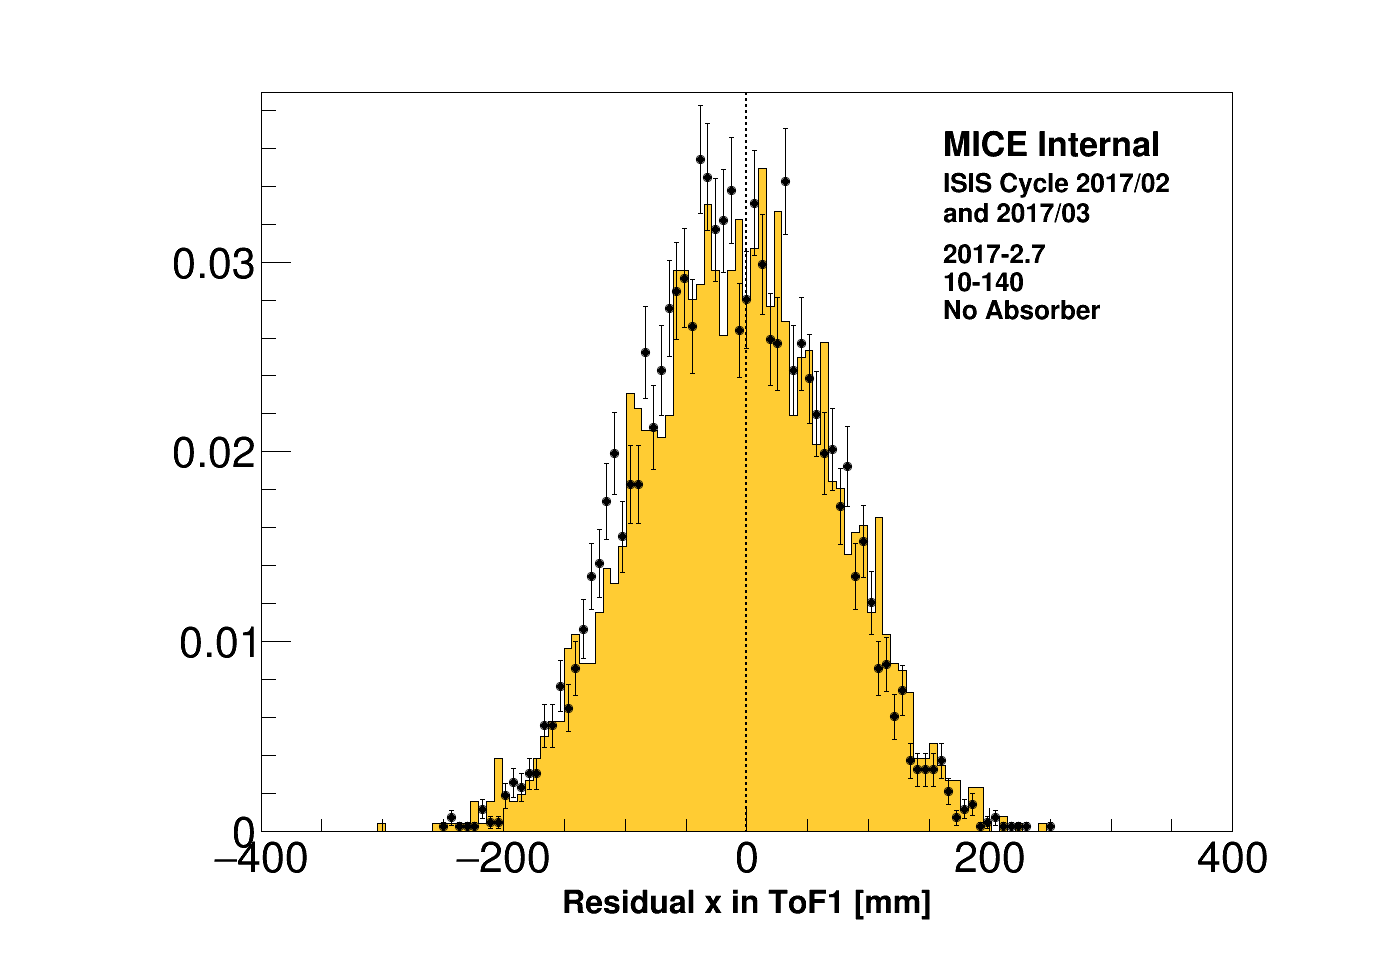 MICE Internal
ISIS Cycle 2017/02
and 2017/03
2017-2.7
10-140
No Absorber
0.03
0.02
0.01
0
−400 −200 0 200 400
Residual x in ToF1 [mm]